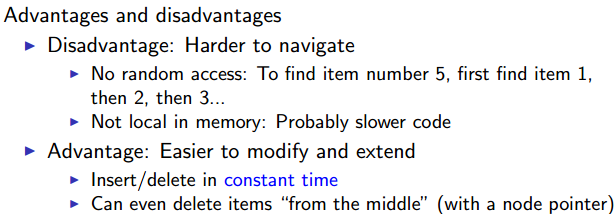 Advantages and disadvantages
▶ Disadvantage: Harder to navigate
▶ No random access: To find item number 5, first find item 1,
then 2, then 3...
▶ Not local in memory: Probably slower code
▶ Advantage: Easier to modify and extend
▶ Insert/delete in constant time
▶ Can even delete items “from the middle” (with a node pointer)